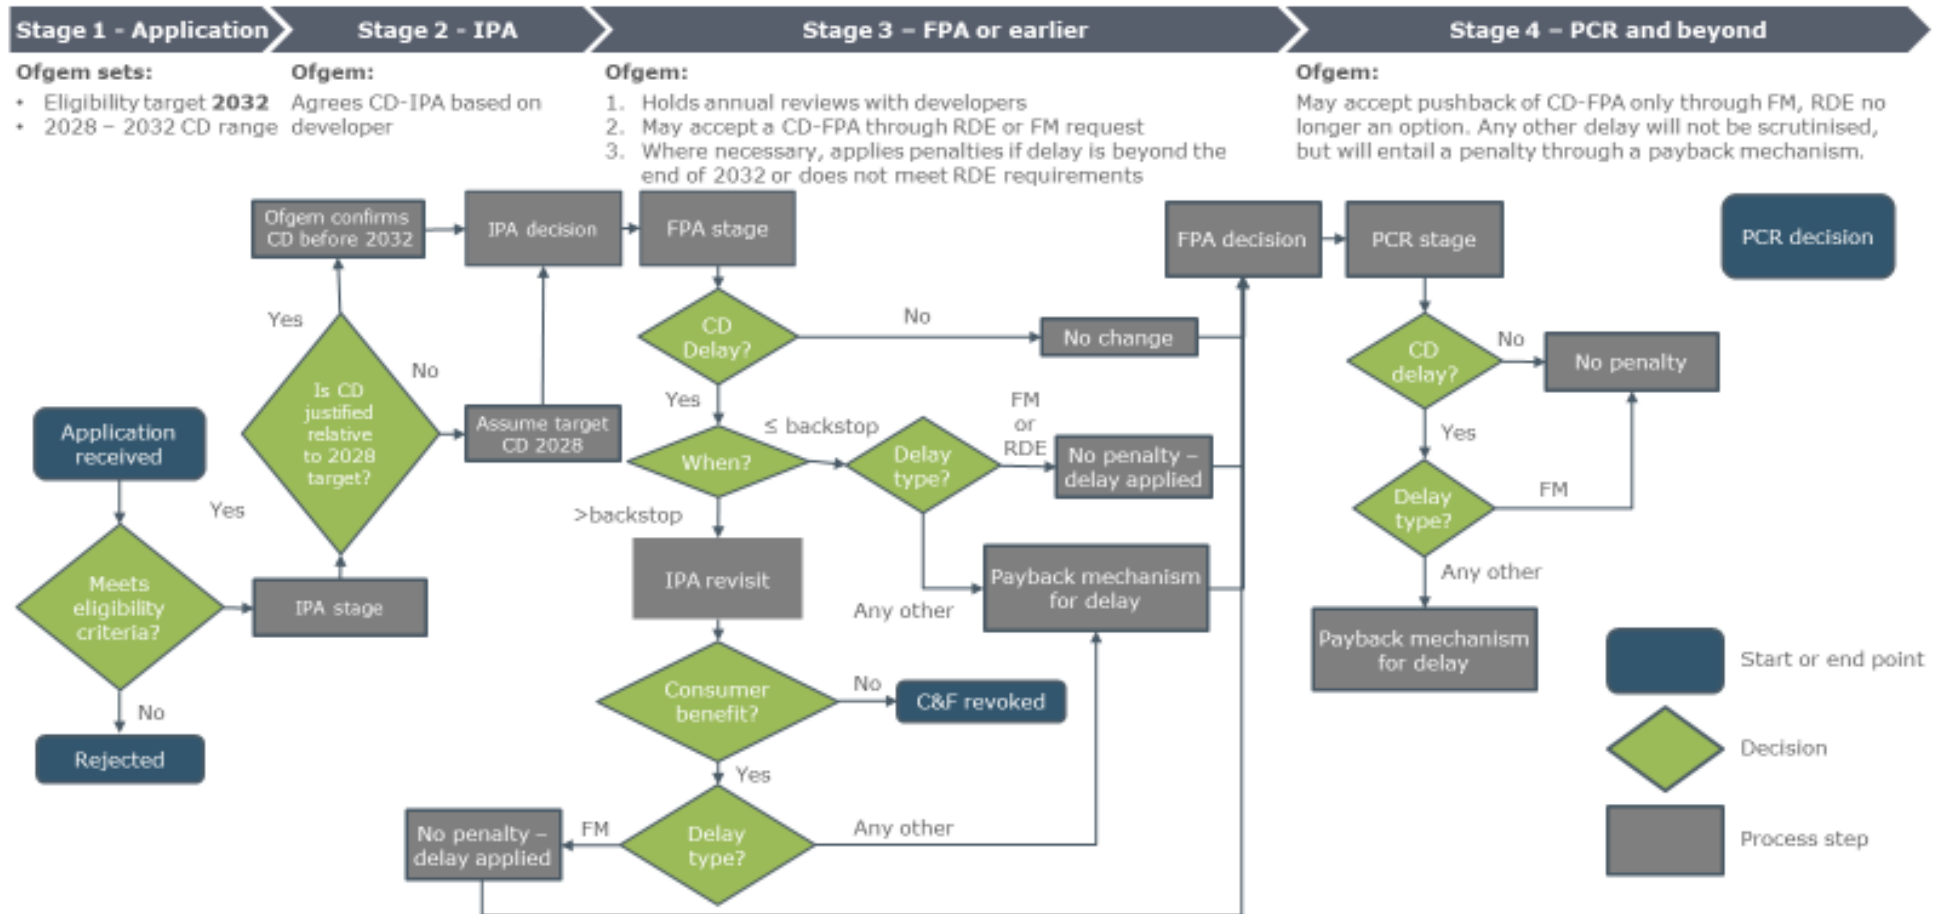 Stage 1 - Application
Stage 2 - IPA
Stage 3 – FPA or earlier
Stage 4 – PCR and beyond
Ofgem sets:
• Eligibility target 2032
• 2028 – 2032 CD range
Ofgem:
Agrees CD-IPA based on
developer
Ofgem:
1. Holds annual reviews with developers
2. May accept a CD-FPA through RDE or FM request
3. Where necessary, applies penalties if delay is beyond the
end of 2032 or does not meet RDE requirements
Ofgem:
May accept pushback of CD-FPA only through FM, RDE no
longer an option. Any other delay will not be scrutinised,
but will entail a penalty through a payback mechanism.
Application
received
Meets
eligibility
criteria?
No
Rejected
Yes
IPA stage
Is CD
justified
relative
to 2028
target?
Yes
Ofgem confirms
CD before 2032
No
Assume target
CD 2028
IPA decision
FPA stage
CD
Delay?
No
No change
Yes
When?
≤ backstop
Delay
type?
FM
or
RDE
No penalty –
delay applied
Any other
Payback mechanism
for delay
>backstop
IPA revisit
Consumer
benefit?
No
C&F revoked
Yes
Delay
type?
FM
No penalty –
delay applied
Any other
FPA decision
PCR stage
CD
delay?
No
No penalty
Yes
Delay
type?
FM
Any other
Payback mechanism
for delay
PCR decision
Start or end point
Decision
Process step